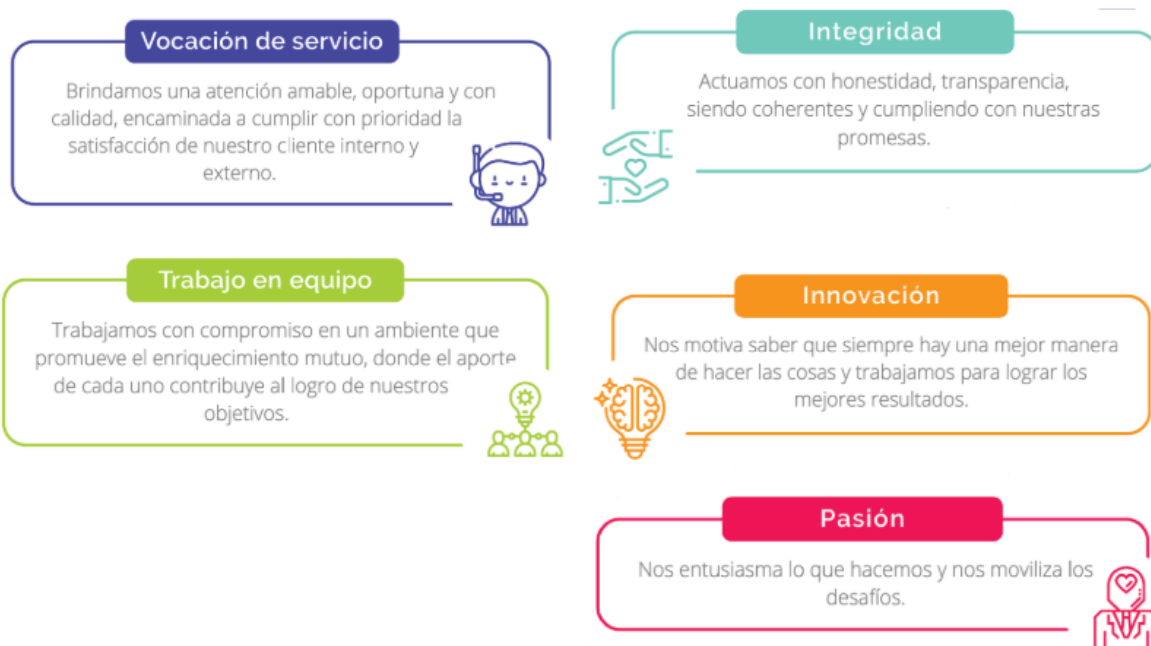 Vocación de servicio
Brindamos una atención amable, oportuna y con
calidad, encaminada a cumplir con prioridad la
satisfacción de nuestro cliente interno y
externo.
Integridad
Actuamos con honestidad, transparencia,
siendo coherentes y cumpliendo con nuestras
promesas.
Trabajo en equipo
Trabajamos con compromiso en un ambiente que
promueve el enriquecimiento mutuo, donde el aporte
de cada uno contribuye al logro de nuestros
objetivos.
Innovación
Nos motiva saber que siempre hay una mejor manera
de hacer las cosas y trabajamos para lograr los
mejores resultados.
Pasión
Nos entusiasma lo que hacemos y nos moviliza los
desafíos.